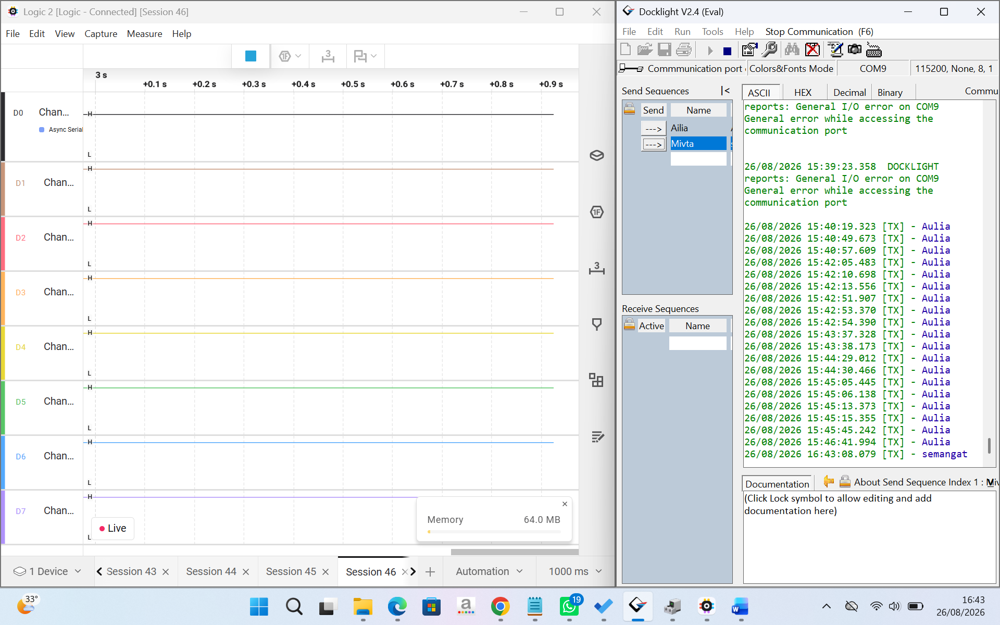 Logic 2 [Logic - Connected] [Session 46]
File Edit View Capture Measure Help
3 s
+0.1 s +0.2 s +0.3 s +0.4 s +0.5 s +0.6 s +0.7 s +0.8 s +0.9 s
D0 Chan... H
Async Serial
L
D1 Chan... H
L
D2 Chan... H
L
D3 Chan... H
L
D4 Chan... H
L
D5 Chan... H
L
D6 Chan... H
L
D7 Chan... H
L
Live
Memory 64.0 MB
1 Device Session 43 Session 44 Session 45 Session 46 Automation 1000 ms
Docklight V2.4 (Eval)
File Edit Run Tools Help Stop Communication (F6)
Commmunication port Colors&Fonts Mode COM9 115200, None, 8, 1
Send Sequences
Send Name
---> Ailia
---> Mivta
Receive Sequences
Active Name
ASCII HEX Decimal Binary Commu
reports: General I/O error on COM9
General error while accessing the
communication port
26/08/2026 15:39:23.358 DOCKLIGHT
reports: General I/O error on COM9
General error while accessing the
communication port
26/08/2026 15:40:19.323 [TX] - Aulia
26/08/2026 15:40:49.673 [TX] - Aulia
26/08/2026 15:40:57.609 [TX] - Aulia
26/08/2026 15:42:05.483 [TX] - Aulia
26/08/2026 15:42:10.698 [TX] - Aulia
26/08/2026 15:42:13.556 [TX] - Aulia
26/08/2026 15:42:51.907 [TX] - Aulia
26/08/2026 15:42:53.370 [TX] - Aulia
26/08/2026 15:42:54.390 [TX] - Aulia
26/08/2026 15:43:37.328 [TX] - Aulia
26/08/2026 15:43:38.173 [TX] - Aulia
26/08/2026 15:44:29.012 [TX] - Aulia
26/08/2026 15:44:30.466 [TX] - Aulia
26/08/2026 15:45:05.445 [TX] - Aulia
26/08/2026 15:45:06.138 [TX] - Aulia
26/08/2026 15:45:13.373 [TX] - Aulia
26/08/2026 15:45:15.355 [TX] - Aulia
26/08/2026 15:45:45.242 [TX] - Aulia
26/08/2026 15:46:41.994 [TX] - Aulia
26/08/2026 16:43:08.079 [TX] - semangat
Documentation About Send Sequence Index 1 : Miv
(Click Lock symbol to allow editing and add
documentation here)
33°
19
16:43
26/08/2026